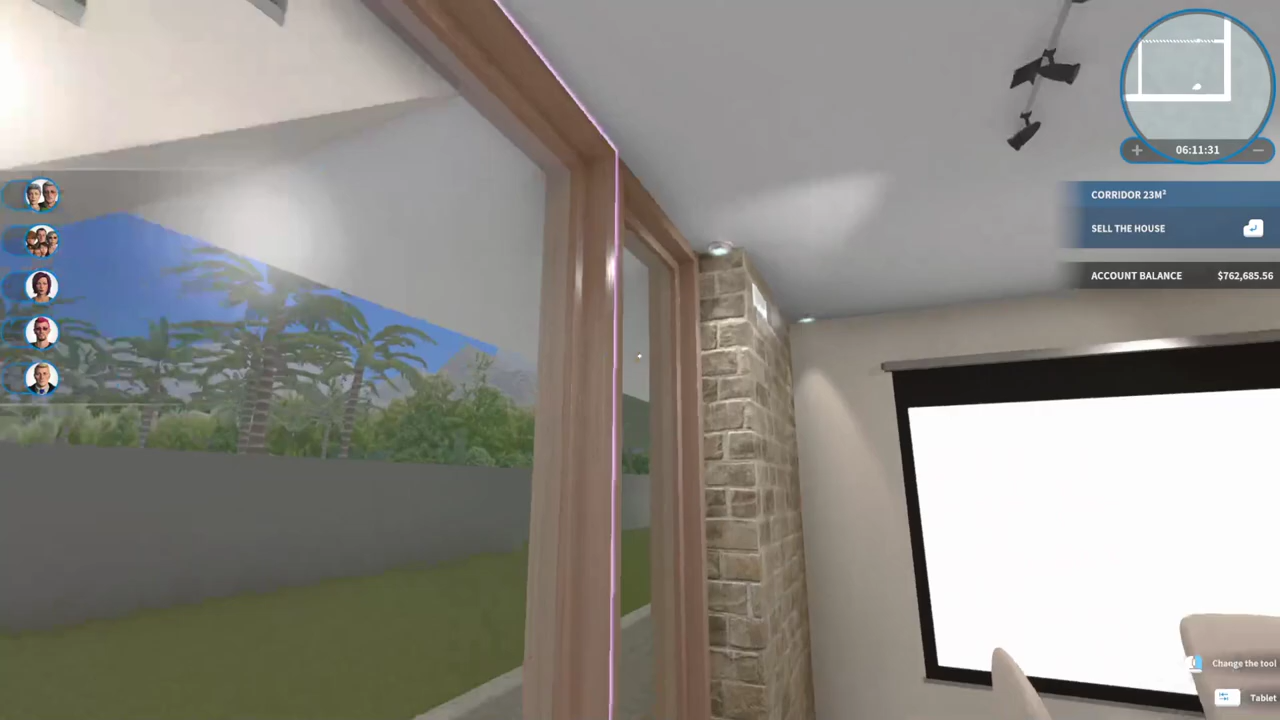 06:11:31
CORRIDOR 23M²
SELL THE HOUSE
ACCOUNT BALANCE $762,685.56
Change the tool
Tablet